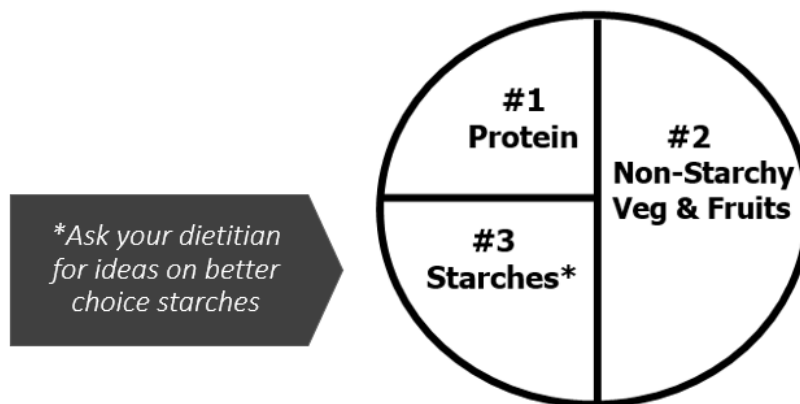 #1
Protein
#2
Non-Starchy
Veg & Fruits
#3
Starches*
*Ask your dietitian
for ideas on better
choice starches